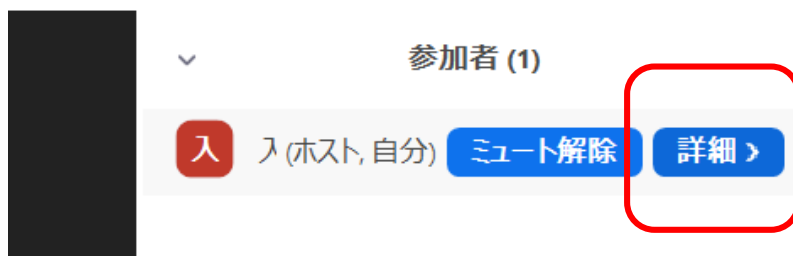 参加者 (1)
入 入 (ホスト, 自分) ミュート解除 詳細 >